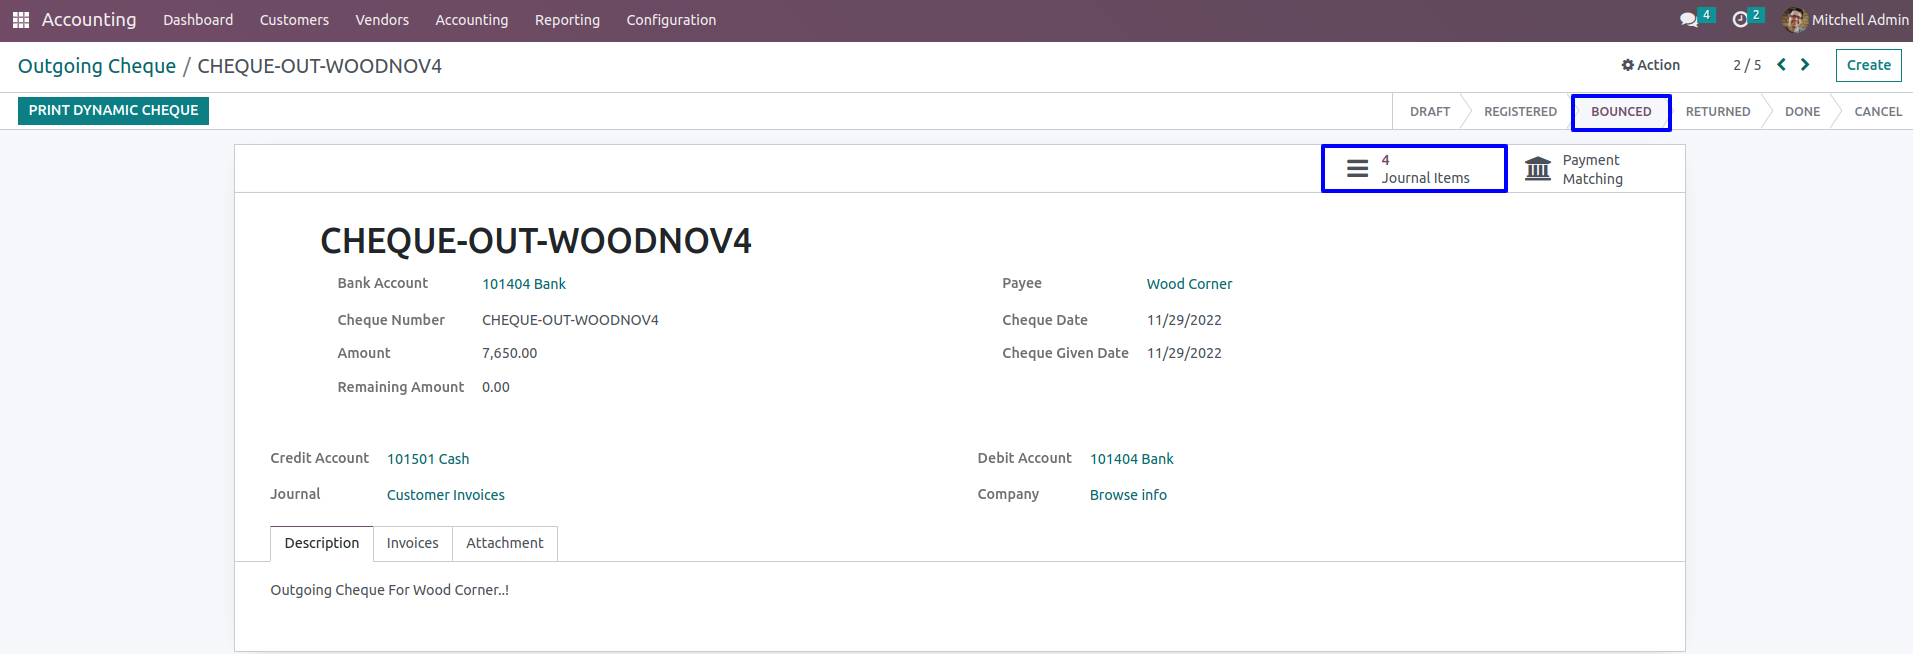 Accounting Dashboard Customers Vendors Accounting Reporting Configuration 4 2 Mitchell Admin
Outgoing Cheque / CHEQUE-OUT-WOODNOV4 Action 2 / 5 Create
PRINT DYNAMIC CHEQUE DRAFT REGISTERED BOUNCED RETURNED DONE CANCEL
4
Journal Items
Payment
Matching
CHEQUE-OUT-WOODNOV4
Bank Account 101404 Bank Payee Wood Corner
Cheque Number CHEQUE-OUT-WOODNOV4 Cheque Date 11/29/2022
Amount 7,650.00 Cheque Given Date 11/29/2022
Remaining Amount 0.00
Credit Account 101501 Cash Debit Account 101404 Bank
Journal Customer Invoices Company Browse info
Description Invoices Attachment
Outgoing Cheque For Wood Corner..!